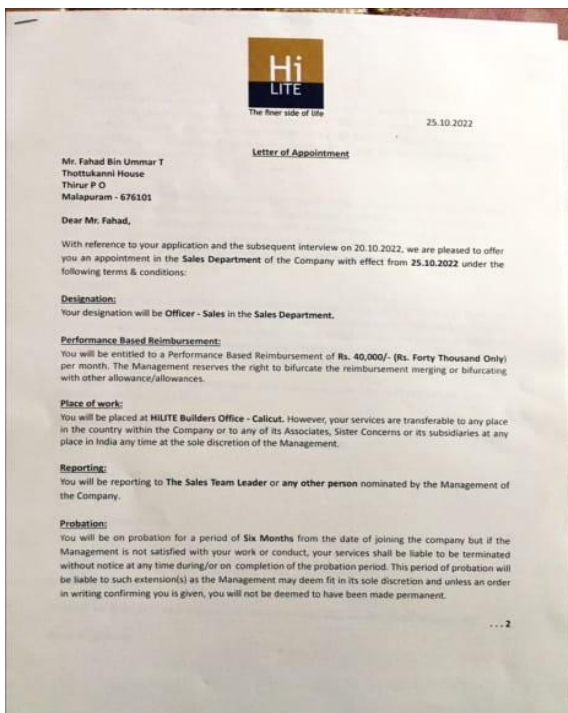 Hi
LITE
The finer side of life
25.10.2022
Letter of Appointment
Mr. Fahad Bin Ummar T
Thottukanni House
Thirur P O
Malapuram - 676101
Dear Mr. Fahad,
With reference to your application and the subsequent interview on 20.10.2022, we are pleased to offer
you an appointment in the Sales Department of the Company with effect from 25.10.2022 under the
following terms & conditions:
Designation:
Your designation will be Officer - Sales in the Sales Department.
Performance Based Reimbursement:
You will be entitled to a Performance Based Reimbursement of Rs. 40,000/- (Rs. Forty Thousand Only)
per month. The Management reserves the right to bifurcate the reimbursement merging or bifurcating
with other allowance/allowances.
Place of work:
You will be placed at HiLITE Builders Office - Calicut. However, your services are transferable to any place
in the country within the Company or to any of its Associates, Sister Concerns or its subsidiaries at any
place in India any time at the sole discretion of the Management.
Reporting:
You will be reporting to The Sales Team Leader or any other person nominated by the Management of
the Company.
Probation:
You will be on probation for a period of Six Months from the date of joining the company but if the
Management is not satisfied with your work or conduct, your services shall be liable to be terminated
without notice at any time during/or on completion of the probation period. This period of probation will
be liable to such extension(s) as the Management may deem fit in its sole discretion and unless an order
in writing confirming you is given, you will not be deemed to have been made permanent.
...2